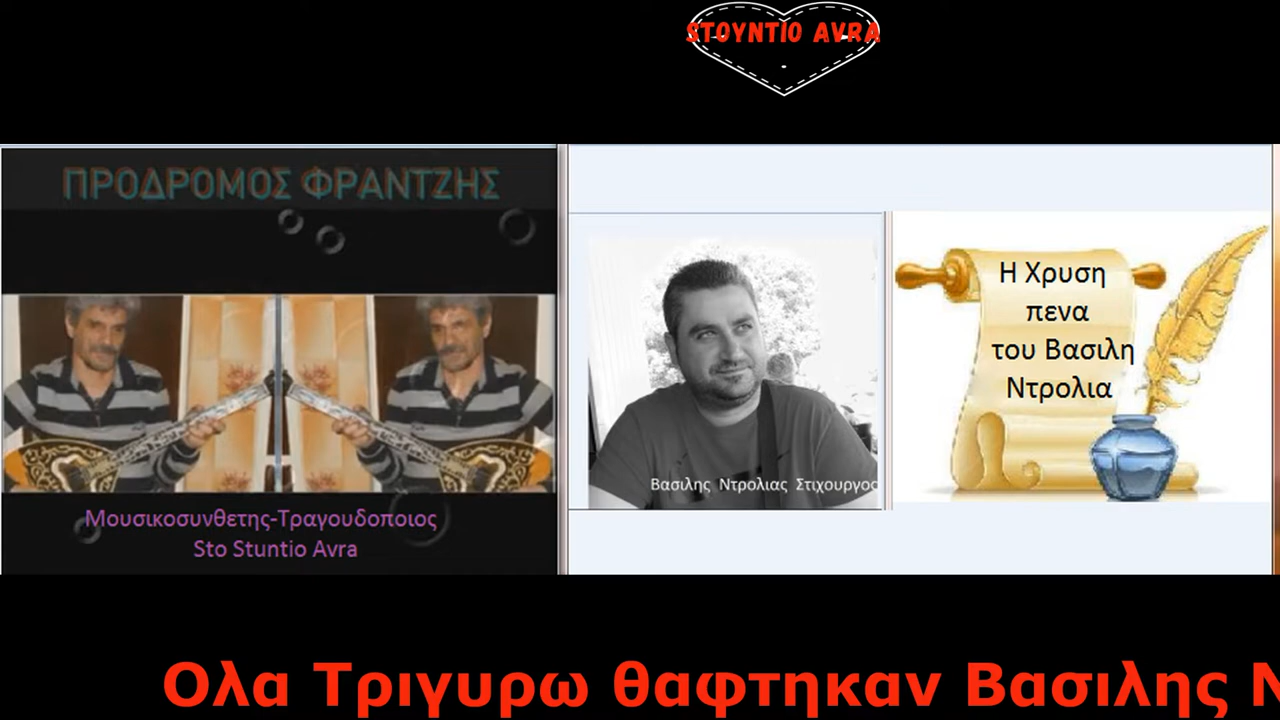 STOYNTIO AVRA
ΠΡΟΔΡΟΜΟΣ ΦΡΑΝΤΖΗΣ
Μουσικοσυνθετης-Τραγουδοποιος
Sto Stuntio Avra
Βασιλης Ντρολιας Στιχουργος
Η Χρυση
πενα
του Βασιλη
Ντρολια
Ολα Τριγυρω θαφτηκαν Βασιλης Ν